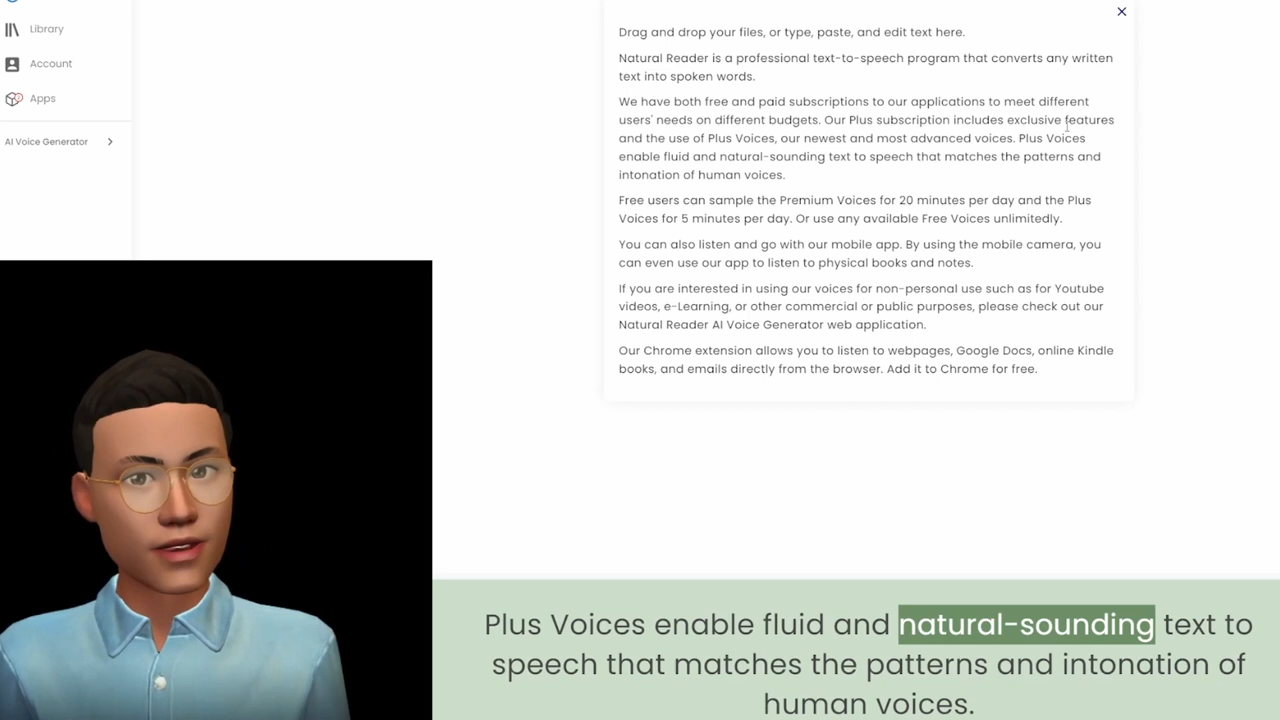 Library
Account
Apps
AI Voice Generator
Drag and drop your files, or type, paste, and edit text here.
Natural Reader is a professional text-to-speech program that converts any written
text into spoken words.
We have both free and paid subscriptions to our applications to meet different
users' needs on different budgets. Our Plus subscription includes exclusive features
and the use of Plus Voices, our newest and most advanced voices. Plus Voices
enable fluid and natural-sounding text to speech that matches the patterns and
intonation of human voices.
Free users can sample the Premium Voices for 20 minutes per day and the Plus
Voices for 5 minutes per day. Or use any available Free Voices unlimitedly.
You can also listen and go with our mobile app. By using the mobile camera, you
can even use our app to listen to physical books and notes.
If you are interested in using our voices for non-personal use such as for Youtube
videos, e-Learning, or other commercial or public purposes, please check out our
Natural Reader AI Voice Generator web application.
Our Chrome extension allows you to listen to webpages, Google Docs, online Kindle
books, and emails directly from the browser. Add it to Chrome for free.
Plus Voices enable fluid and natural-sounding text to
speech that matches the patterns and intonation of
human voices.